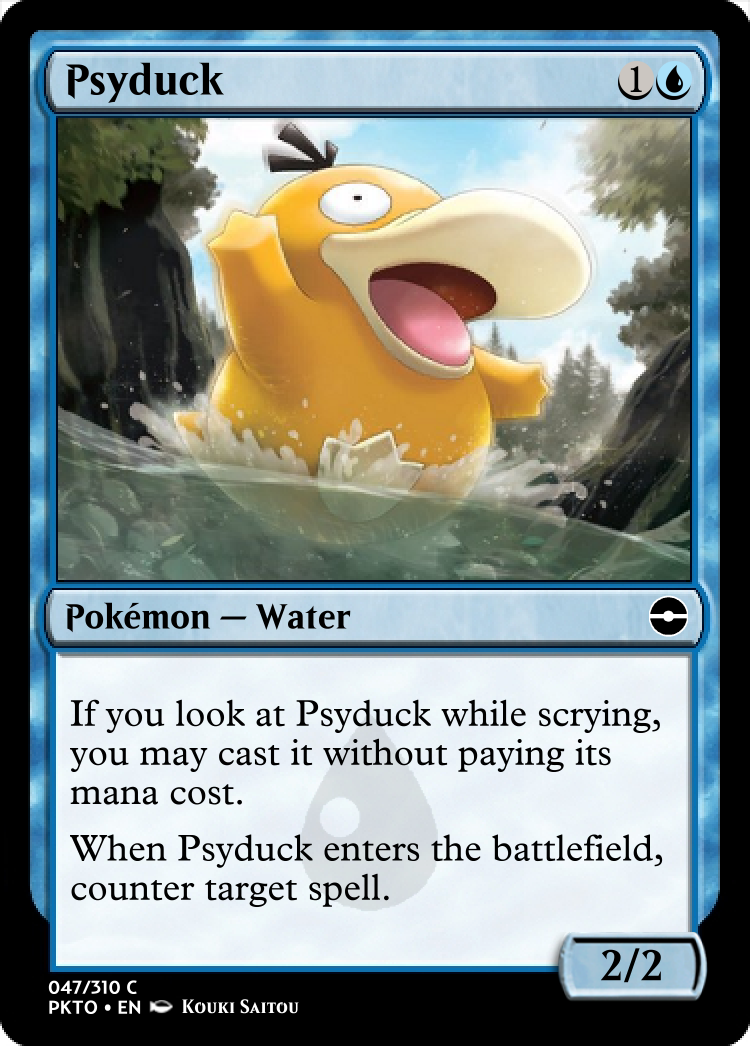 Psyduck 1
Pokémon — Water
If you look at Psyduck while scrying,
you may cast it without paying its
mana cost.
When Psyduck enters the battlefield,
counter target spell.
2/2
047/310 C
PKTO • EN Kouki Saitou